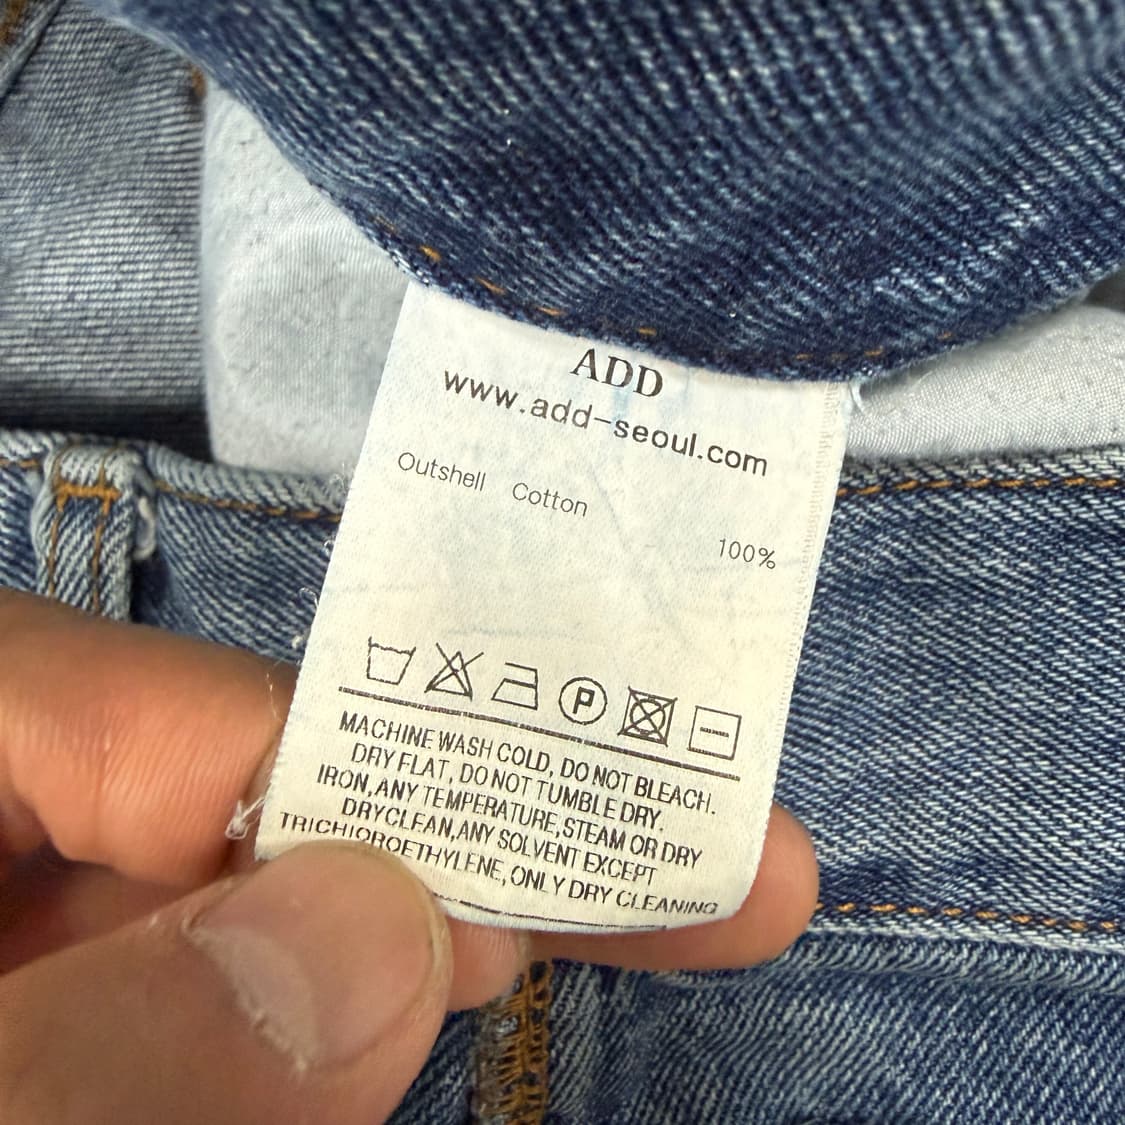 ADD
www.add-seoul.com
Outshell Cotton
100%
P
MACHINE WASH COLD, DO NOT BLEACH.
DRY FLAT, DO NOT TUMBLE DRY.
IRON, ANY TEMPERATURE, STEAM OR DRY
DRYCLEAN, ANY SOLVENT EXCEPT
TRICHIOROETHYLENE, ONLY DRY CLEANING